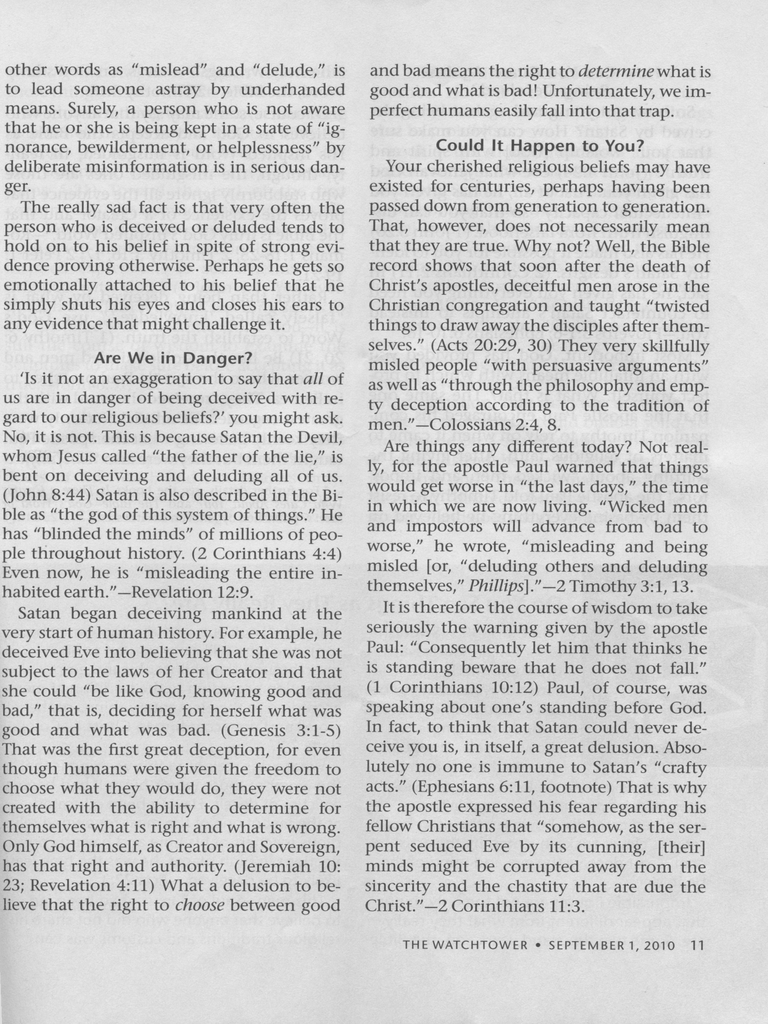 other words as "mislead" and "delude," is
to lead someone astray by underhanded
means. Surely, a person who is not aware
that he or she is being kept in a state of "ig-
norance, bewilderment, or helplessness" by
deliberate misinformation is in serious dan-
ger.
The really sad fact is that very often the
person who is deceived or deluded tends to
hold on to his belief in spite of strong evi-
dence proving otherwise. Perhaps he gets so
emotionally attached to his belief that he
simply shuts his eyes and closes his ears to
any evidence that might challenge it.
Are We in Danger?
'Is it not an exaggeration to say that all of
us are in danger of being deceived with re-
gard to our religious beliefs?' you might ask.
No, it is not. This is because Satan the Devil,
whom Jesus called "the father of the lie," is
bent on deceiving and deluding all of us.
(John 8:44) Satan is also described in the Bi-
ble as "the god of this system of things." He
has "blinded the minds" of millions of peo-
ple throughout history. (2 Corinthians 4:4)
Even now, he is "misleading the entire in-
habited earth."—Revelation 12:9.
Satan began deceiving mankind at the
very start of human history. For example, he
deceived Eve into believing that she was not
subject to the laws of her Creator and that
she could "be like God, knowing good and
bad," that is, deciding for herself what was
good and what was bad. (Genesis 3:1-5)
That was the first great deception, for even
though humans were given the freedom to
choose what they would do, they were not
created with the ability to determine for
themselves what is right and what is wrong.
Only God himself, as Creator and Sovereign,
has that right and authority. (Jeremiah 10:
23; Revelation 4:11) What a delusion to be-
lieve that the right to choose between good
and bad means the right to determine what is
good and what is bad! Unfortunately, we im-
perfect humans easily fall into that trap.
Could It Happen to You?
Your cherished religious beliefs may have
existed for centuries, perhaps having been
passed down from generation to generation.
That, however, does not necessarily mean
that they are true. Why not? Well, the Bible
record shows that soon after the death of
Christ's apostles, deceitful men arose in the
Christian congregation and taught "twisted
things to draw away the disciples after them-
selves." (Acts 20:29, 30) They very skillfully
misled people "with persuasive arguments"
as well as "through the philosophy and emp-
ty deception according to the tradition of
men."—Colossians 2:4, 8.
Are things any different today? Not real-
ly, for the apostle Paul warned that things
would get worse in "the last days," the time
in which we are now living. "Wicked men
and impostors will advance from bad to
worse," he wrote, "misleading and being
misled [or, "deluding others and deluding
themselves," Phillips]."—2 Timothy 3:1, 13.
It is therefore the course of wisdom to take
seriously the warning given by the apostle
Paul: "Consequently let him that thinks he
is standing beware that he does not fall."
(1 Corinthians 10:12) Paul, of course, was
speaking about one's standing before God.
In fact, to think that Satan could never de-
ceive you is, in itself, a great delusion. Abso-
lutely no one is immune to Satan's "crafty
acts." (Ephesians 6:11, footnote) That is why
the apostle expressed his fear regarding his
fellow Christians that "somehow, as the ser-
pent seduced Eve by its cunning, [their]
minds might be corrupted away from the
sincerity and the chastity that are due the
Christ."—2 Corinthians 11:3.
THE WATCHTOWER • SEPTEMBER 1, 2010 11